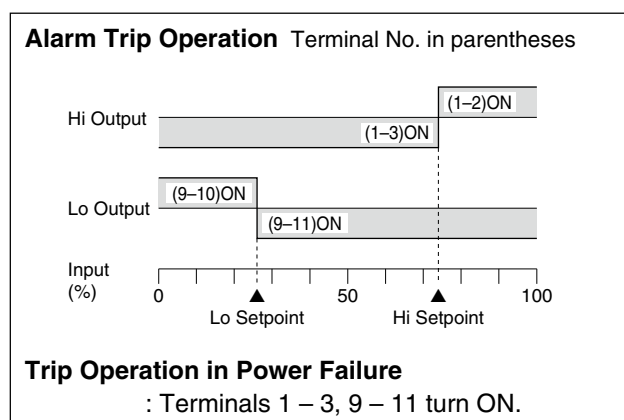 Alarm Trip Operation Terminal No. in parentheses
Hi Output
(1–2)ON
(1–3)ON
Lo Output
(9–10)ON
(9–11)ON
Input
(%)
0 50 100
Lo Setpoint Hi Setpoint
Trip Operation in Power Failure
: Terminals 1 – 3, 9 – 11 turn ON.